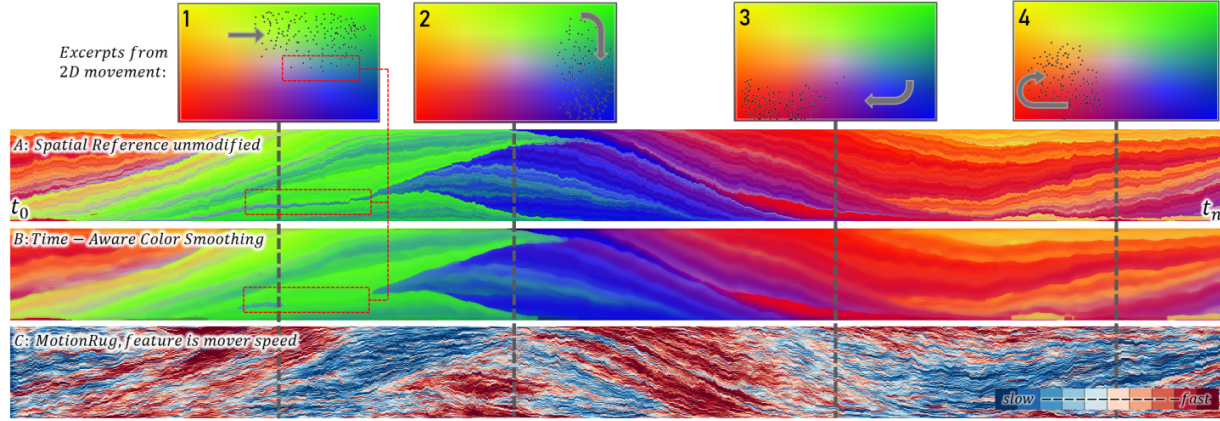 1
2
3
4
Excerpts from
2D movement:
A: Spatial Reference unmodified
t0
tn
B:Time − Aware Color Smoothing
C: MotionRug, feature is mover speed
slow
fast